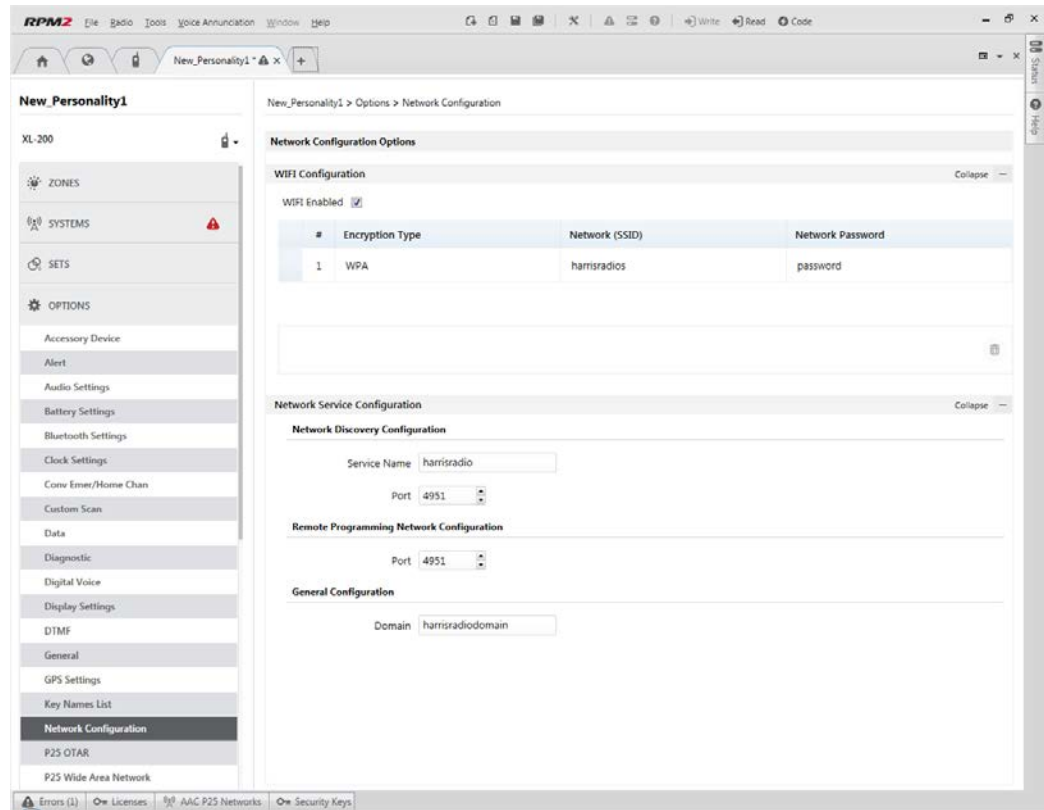 RPM2 File Radio Tools Voice Annunciation Window Help Write Read Code
New_Personality1 *
Status
Help
New_Personality1
XL-200
ZONES
SYSTEMS
SETS
OPTIONS
Accessory Device
Alert
Audio Settings
Battery Settings
Bluetooth Settings
Clock Settings
Conv Emer/Home Chan
Custom Scan
Data
Diagnostic
Digital Voice
Display Settings
DTMF
General
GPS Settings
Key Names List
Network Configuration
P25 OTAR
P25 Wide Area Network
New_Personality1 > Options > Network Configuration
Network Configuration Options
WIFI Configuration Collapse
WIFI Enabled
# Encryption Type Network (SSID) Network Password
1 WPA harrisradios password
Network Service Configuration Collapse
Network Discovery Configuration
Service Name harrisradio
Port 4951
Remote Programming Network Configuration
Port 4951
General Configuration
Domain harrisradiodomain
Errors (1) Licenses AAC P25 Networks Security Keys